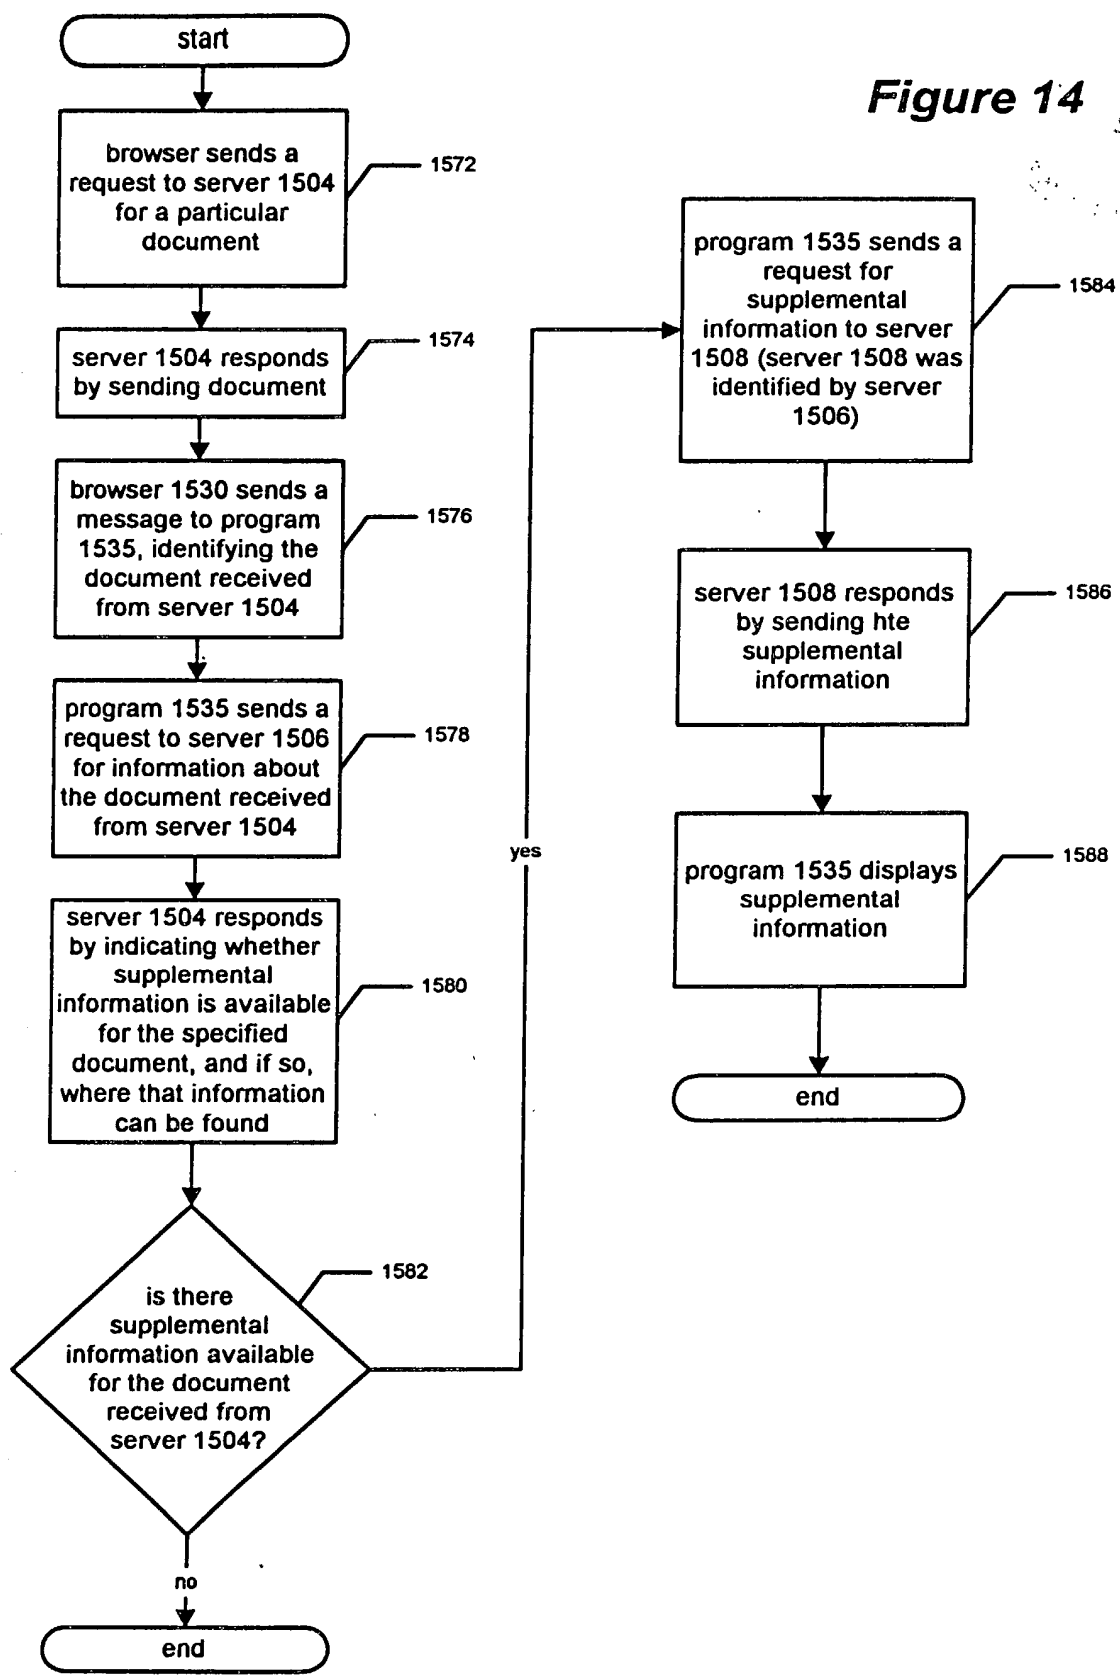 start
Figure 14
browser sends a
request to server 1504
for a particular
document
1572
server 1504 responds
by sending document
1574
browser 1530 sends a
message to program
1535, identifying the
document received
from server 1504
1576
program 1535 sends a
request to server 1506
for information about
the document received
from server 1504
1578
server 1504 responds
by indicating whether
supplemental
information is available
for the specified
document, and if so,
where that information
can be found
1580
is there
supplemental
information available
for the document
received from
server 1504?
1582
no
end
yes
program 1535 sends a
request for
supplemental
information to server
1508 (server 1508 was
identified by server
1506)
1584
server 1508 responds
by sending hte
supplemental
information
1586
program 1535 displays
supplemental
information
1588
end